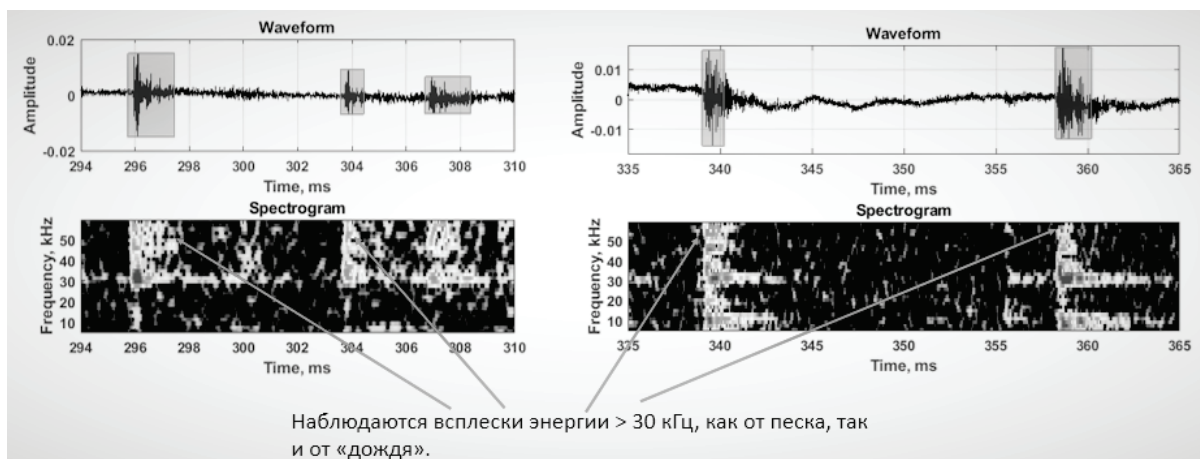 Waveform
0.02
0
-0.02
Amplitude
294 296 298 300 302 304 306 308 310
Time, ms
Spectrogram
50
40
30
20
10
Frequency, kHz
294 296 298 300 302 304 306 308 310
Time, ms
Waveform
0.01
0
-0.01
Amplitude
335 340 345 350 355 360 365
Time, ms
Spectrogram
50
40
30
20
10
Frequency, kHz
335 340 345 350 355 360 365
Time, ms
Наблюдаются всплески энергии > 30 кГц, как от песка, так
и от «дождя».